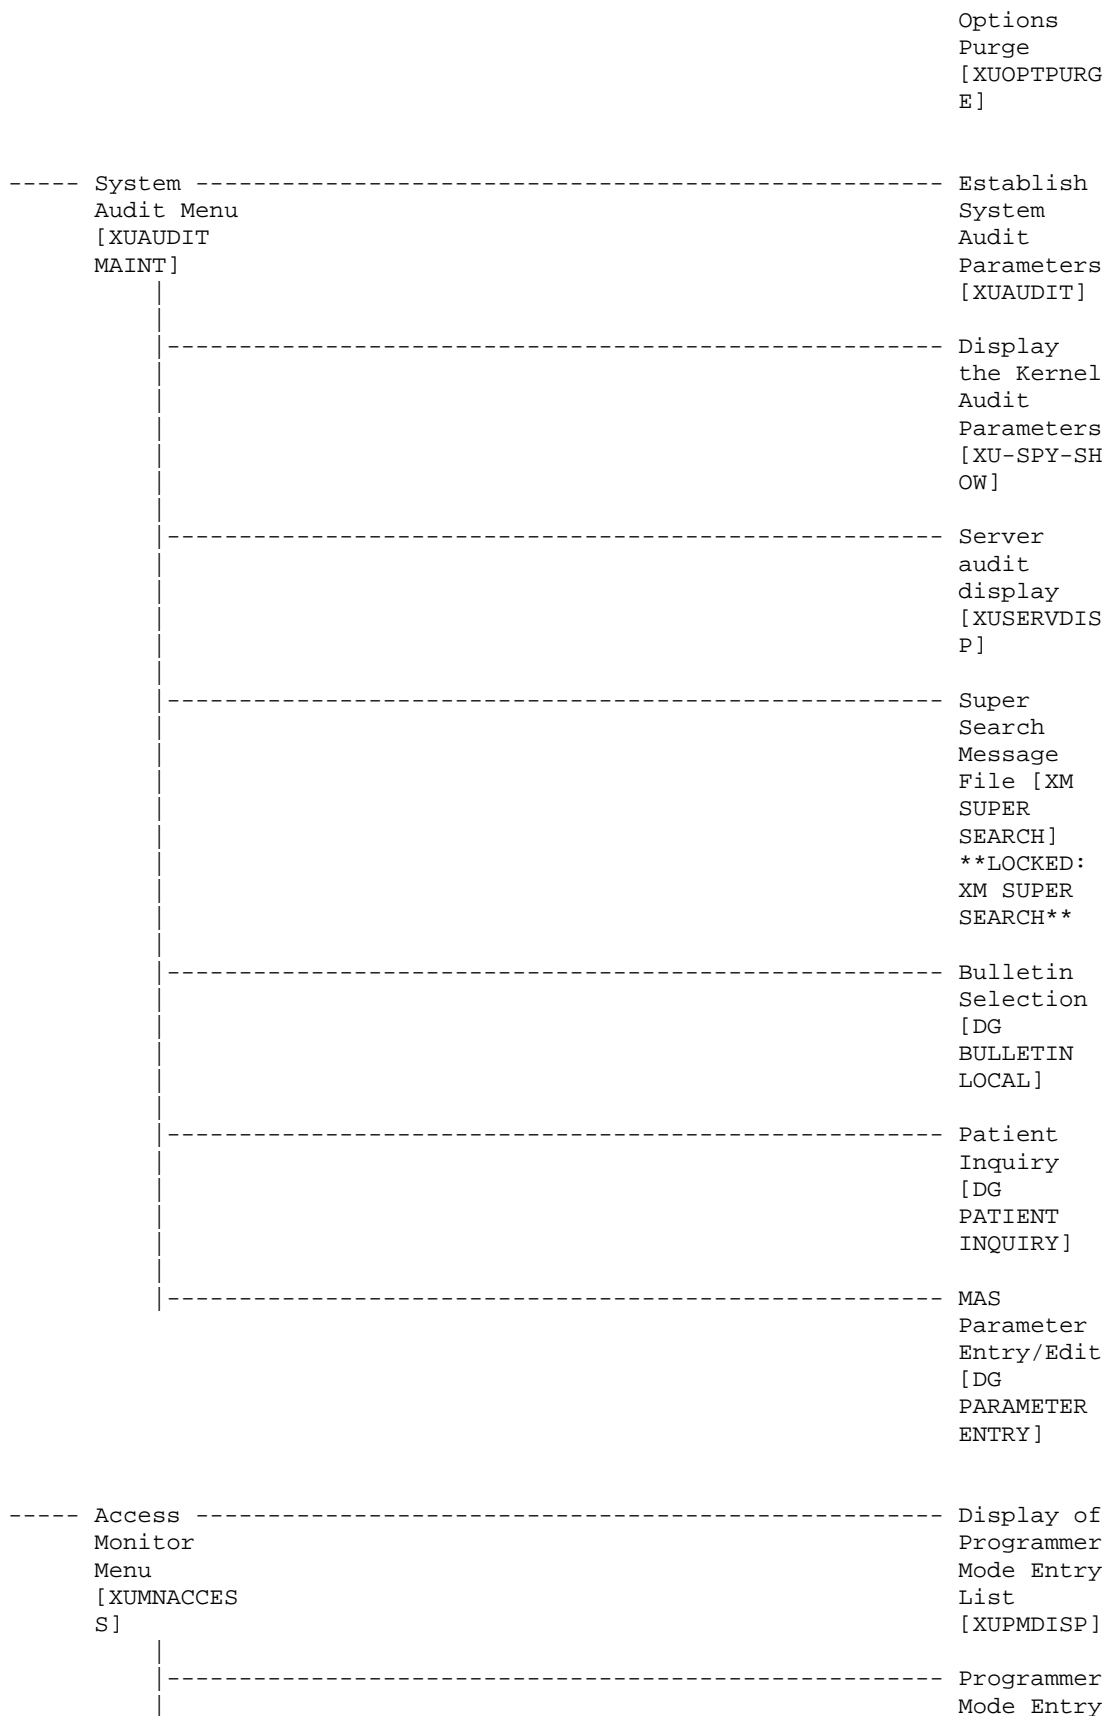 Options
Purge
[XUOPTPURG
E]
----- System ---------------------------------------------------- Establish
Audit Menu System
[XUAUDIT Audit
MAINT] Parameters
| [XUAUDIT]
|
|------------------------------------------------------ Display
| the Kernel
| Audit
| Parameters
| [XU-SPY-SH
| OW]
|
|------------------------------------------------------ Server
| audit
| display
| [XUSERVDIS
| P]
|
|------------------------------------------------------ Super
| Search
| Message
| File [XM
| SUPER
| SEARCH]
| **LOCKED:
| XM SUPER
| SEARCH**
|
|------------------------------------------------------ Bulletin
| Selection
| [DG
| BULLETIN
| LOCAL]
|
|------------------------------------------------------ Patient
| Inquiry
| [DG
| PATIENT
| INQUIRY]
|
|------------------------------------------------------ MAS
Parameter
Entry/Edit
[DG
PARAMETER
ENTRY]
----- Access ---------------------------------------------------- Display of
Monitor Programmer
Menu Mode Entry
[XUMNACCES List
S] [XUPMDISP]
|
|------------------------------------------------------ Programmer
| Mode Entry